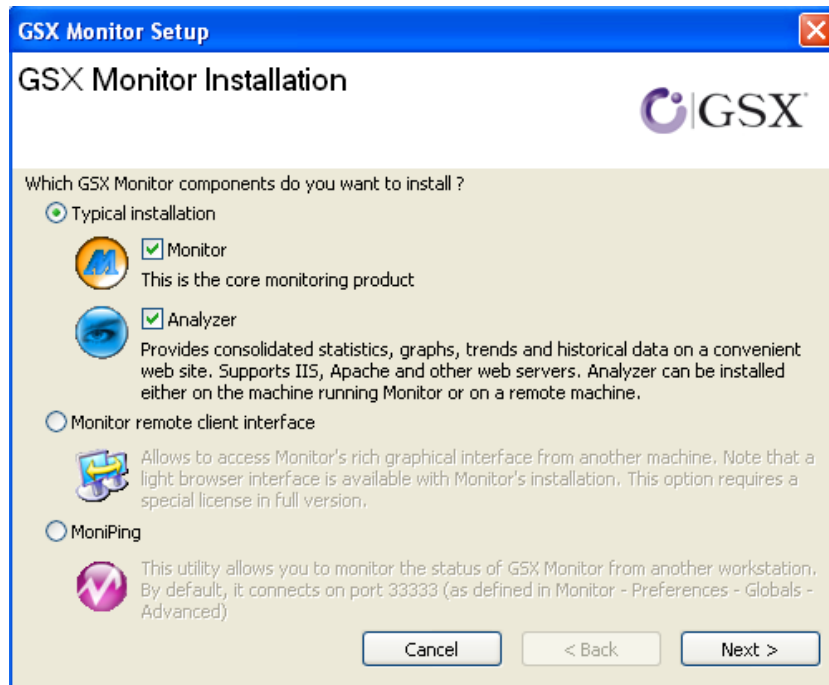 GSX Monitor Setup
GSX Monitor Installation
GSX
Which GSX Monitor components do you want to install ?
Typical installation
Monitor
This is the core monitoring product
Analyzer
Provides consolidated statistics, graphs, trends and historical data on a convenient
web site. Supports IIS, Apache and other web servers. Analyzer can be installed
either on the machine running Monitor or on a remote machine.
Monitor remote client interface
Allows to access Monitor's rich graphical interface from another machine. Note that a
light browser interface is available with Monitor's installation. This option requires a
special license in full version.
MoniPing
This utility allows you to monitor the status of GSX Monitor from another workstation.
By default, it connects on port 33333 (as defined in Monitor - Preferences - Globals -
Advanced)
Cancel
< Back
Next >